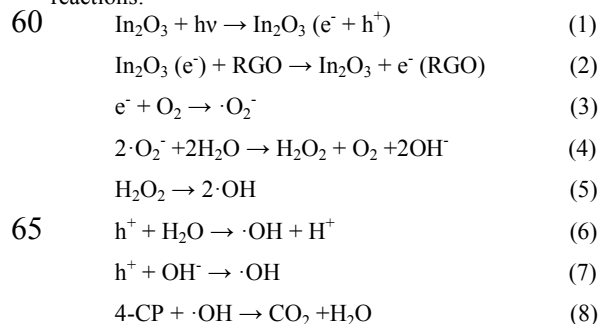 reactions:
60 In₂O₃ + hν → In₂O₃ (e⁻ + h⁺) (1)
In₂O₃ (e⁻) + RGO → In₂O₃ + e⁻ (RGO) (2)
e⁻ + O₂ → ·O₂⁻ (3)
2·O₂⁻ +2H₂O → H₂O₂ + O₂ +2OH⁻ (4)
H₂O₂ → 2·OH (5)
65 h⁺ + H₂O → ·OH + H⁺ (6)
h⁺ + OH⁻ → ·OH (7)
4-CP + ·OH → CO₂ +H₂O (8)